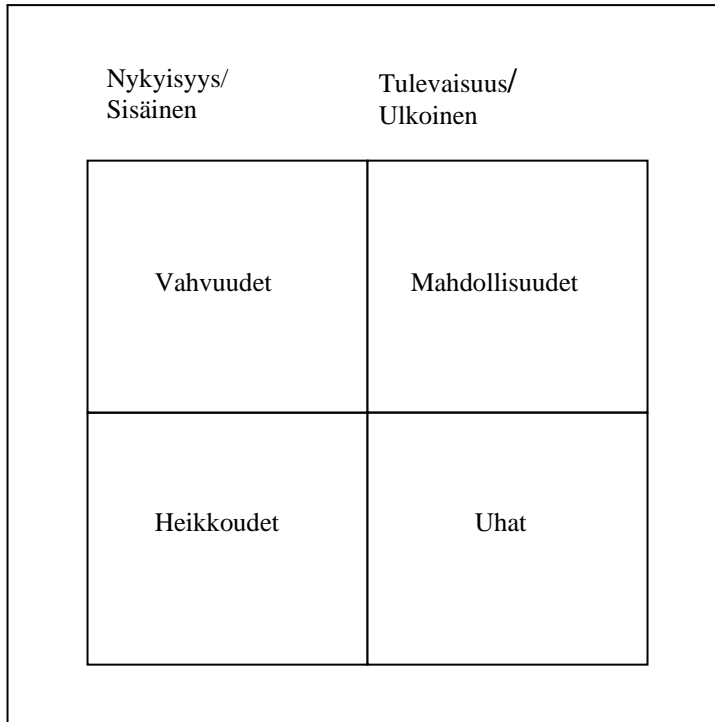 Nykyisyys/
Sisäinen
Tulevaisuus/
Ulkoinen
Vahvuudet
Mahdollisuudet
Heikkoudet
Uhat